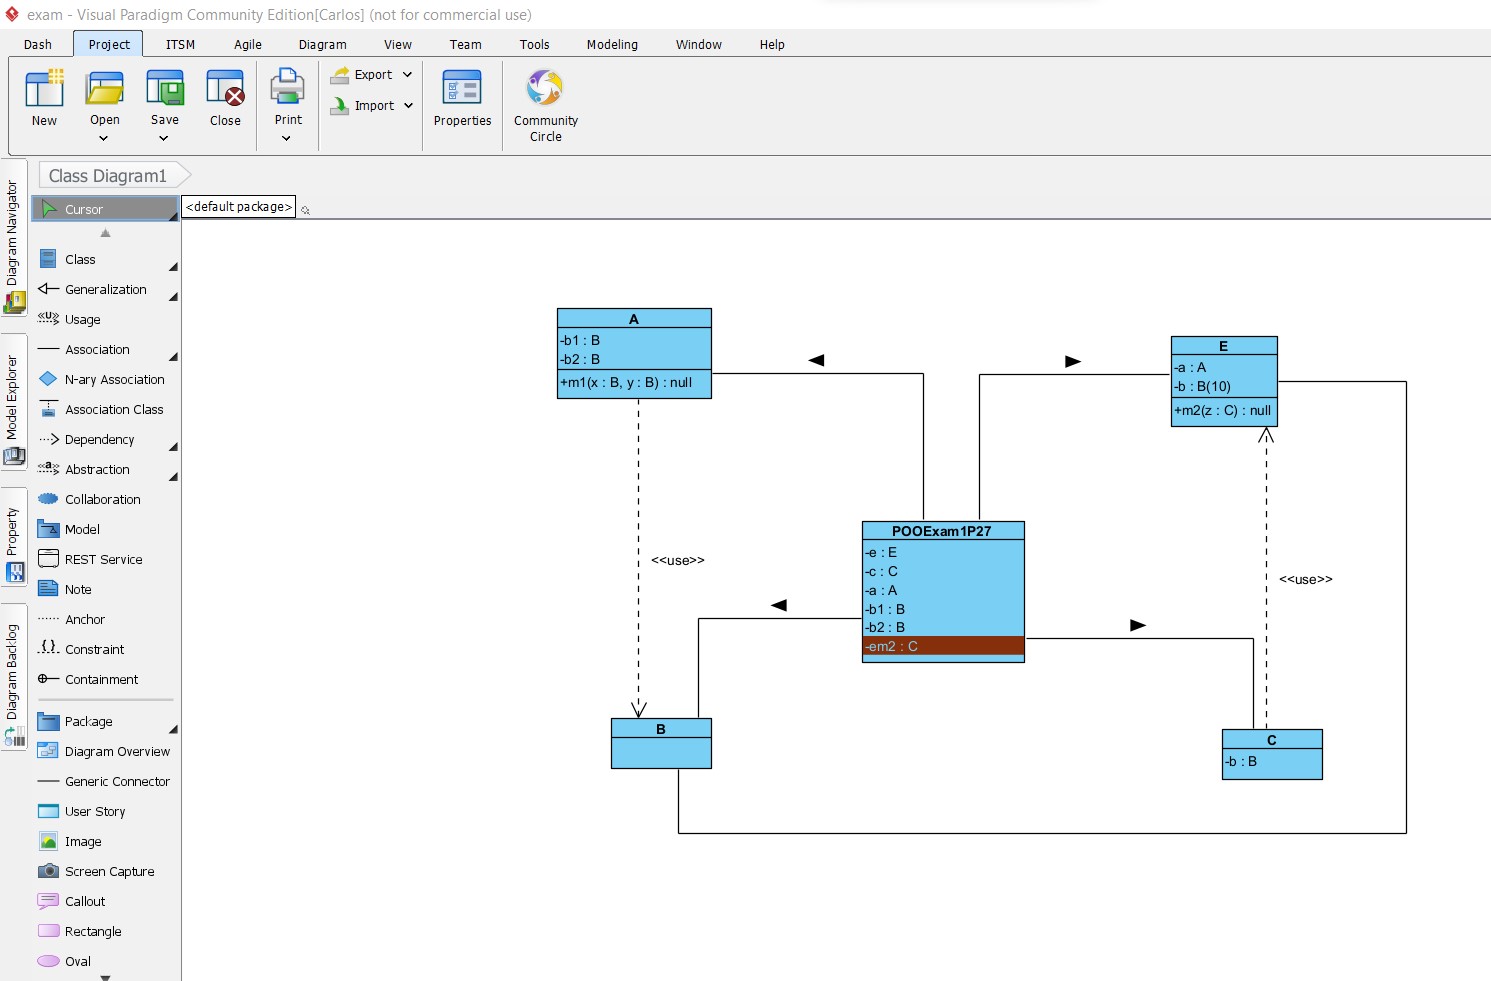 exam - Visual Paradigm Community Edition[Carlos] (not for commercial use)
Dash Project ITSM Agile Diagram View Team Tools Modeling Window Help
New Open Save Close Print Export Import Properties Community Circle
Class Diagram1
Diagram Navigator
Model Explorer
Property
Diagram Backlog
Cursor
Class
Generalization
<<U>> Usage
Association
N-ary Association
Association Class
Dependency
<<a>> Abstraction
Collaboration
Model
REST Service
Note
Anchor
{.} Constraint
Containment
Package
Diagram Overview
Generic Connector
User Story
Image
Screen Capture
Callout
Rectangle
Oval
<default package>
A
-b1 : B
-b2 : B
+m1(x : B, y : B) : null
E
-a : A
-b : B(10)
+m2(z : C) : null
POOExam1P27
-e : E
-c : C
-a : A
-b1 : B
-b2 : B
-em2 : C
<<use>>
<<use>>
B
C
-b : B